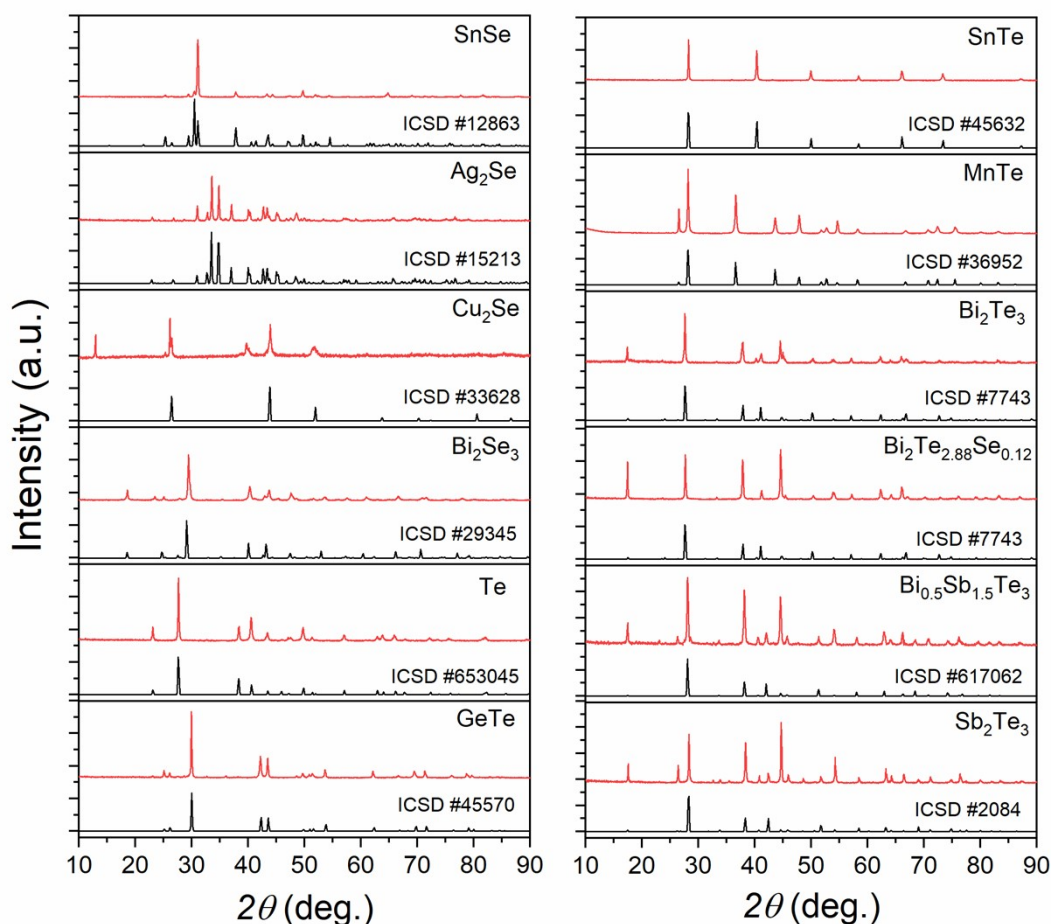 Intensity (a.u.)
SnSe
ICSD #12863
Ag₂Se
ICSD #15213
Cu₂Se
ICSD #33628
Bi₂Se₃
ICSD #29345
Te
ICSD #653045
GeTe
ICSD #45570
10 20 30 40 50 60 70 80 90
2θ (deg.)
SnTe
ICSD #45632
MnTe
ICSD #36952
Bi₂Te₃
ICSD #7743
Bi₂Te₂.₈₈Se₀.₁₂
ICSD #7743
Bi₀.₅Sb₁.₅Te₃
ICSD #617062
Sb₂Te₃
ICSD #2084
10 20 30 40 50 60 70 80 90
2θ (deg.)